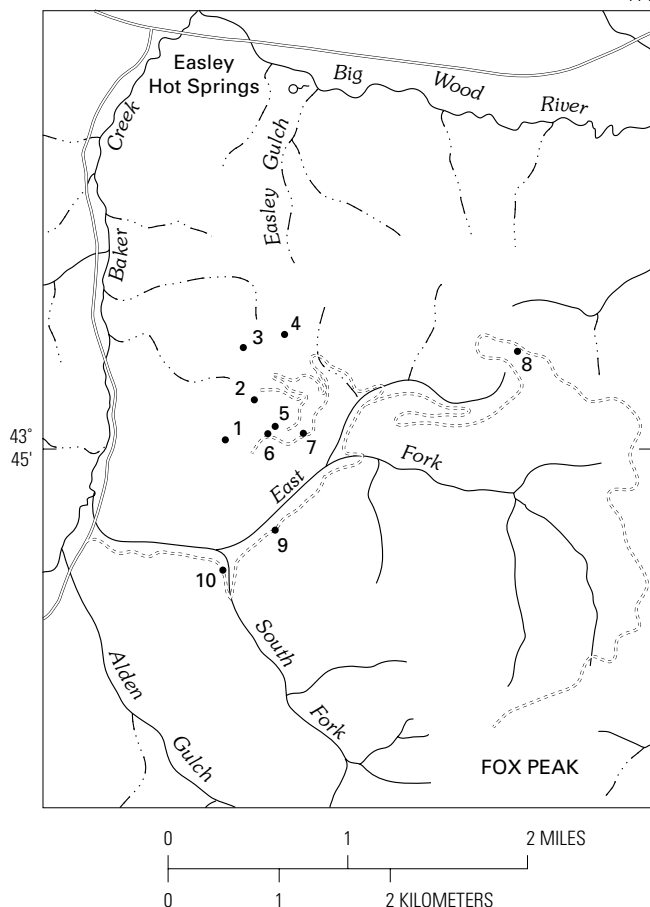 Easley
Hot Springs
Big Wood River
Creek
Baker
Easley Gulch
3
4
8
2
5
1
6
7
43°
45'
East Fork
9
10
South Fork
Alden Gulch
FOX PEAK
0 1 2 MILES
0 1 2 KILOMETERS